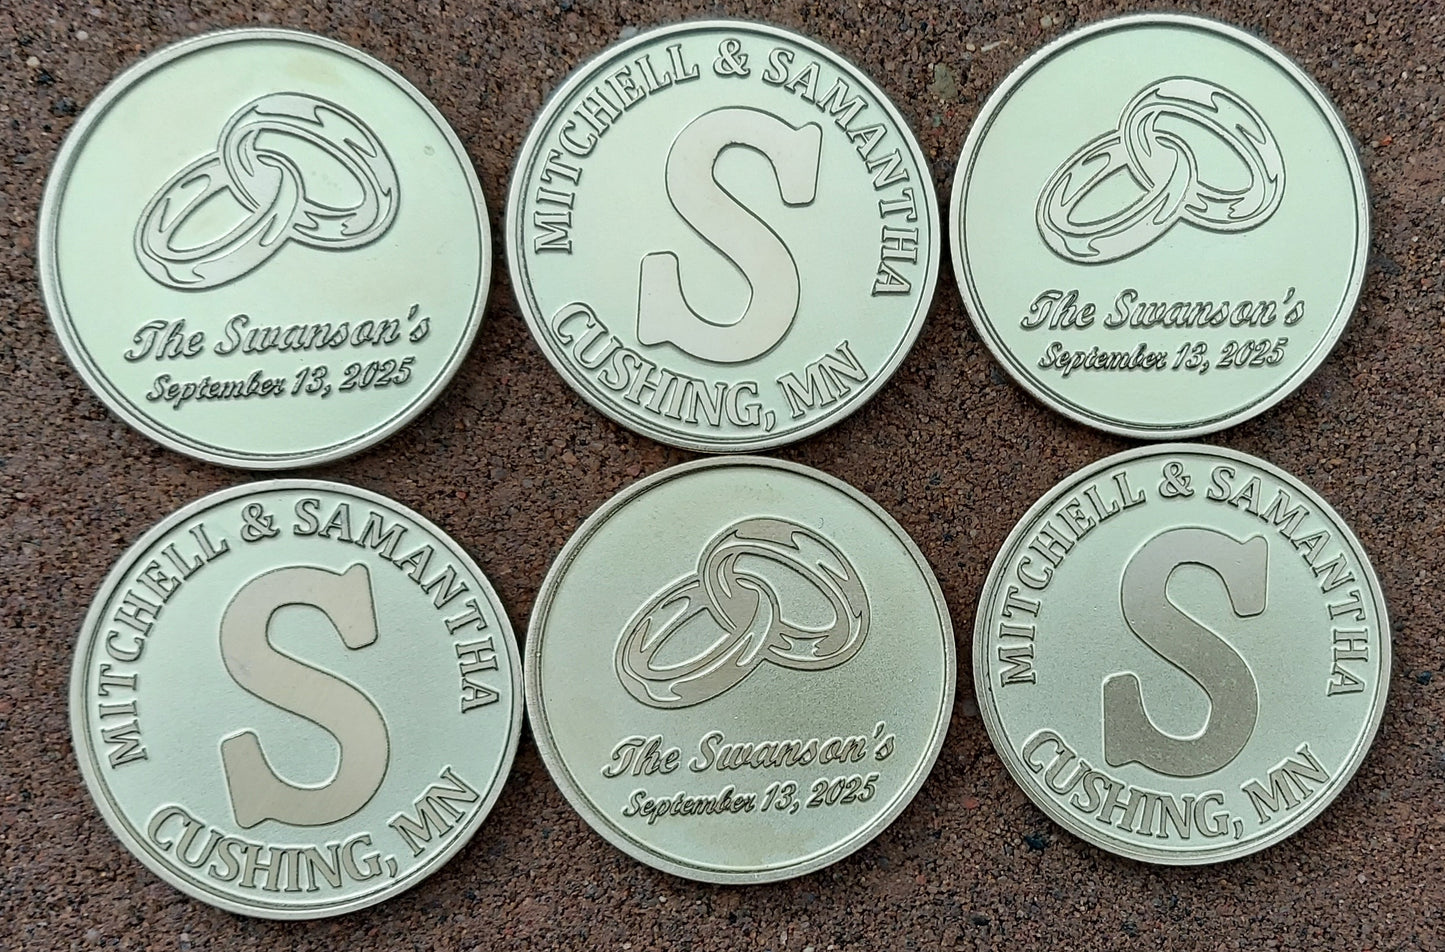 The Swanson's
September 13, 2025
MITCHELL & SAMANTHA
S
CUSHING, MN
The Swanson's
September 13, 2025
MITCHELL & SAMANTHA
S
CUSHING, MN
The Swanson's
September 13, 2025
MITCHELL & SAMANTHA
S
CUSHING, MN